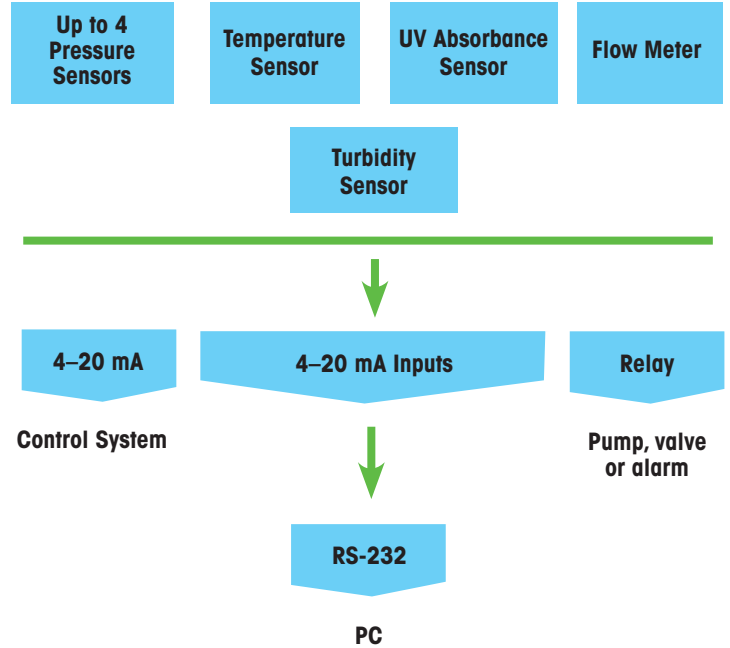 Up to 4
Pressure
Sensors
Temperature
Sensor
UV Absorbance
Sensor
Flow Meter
Turbidity
Sensor
4–20 mA
4–20 mA Inputs
Relay
Control System
Pump, valve
or alarm
RS-232
PC